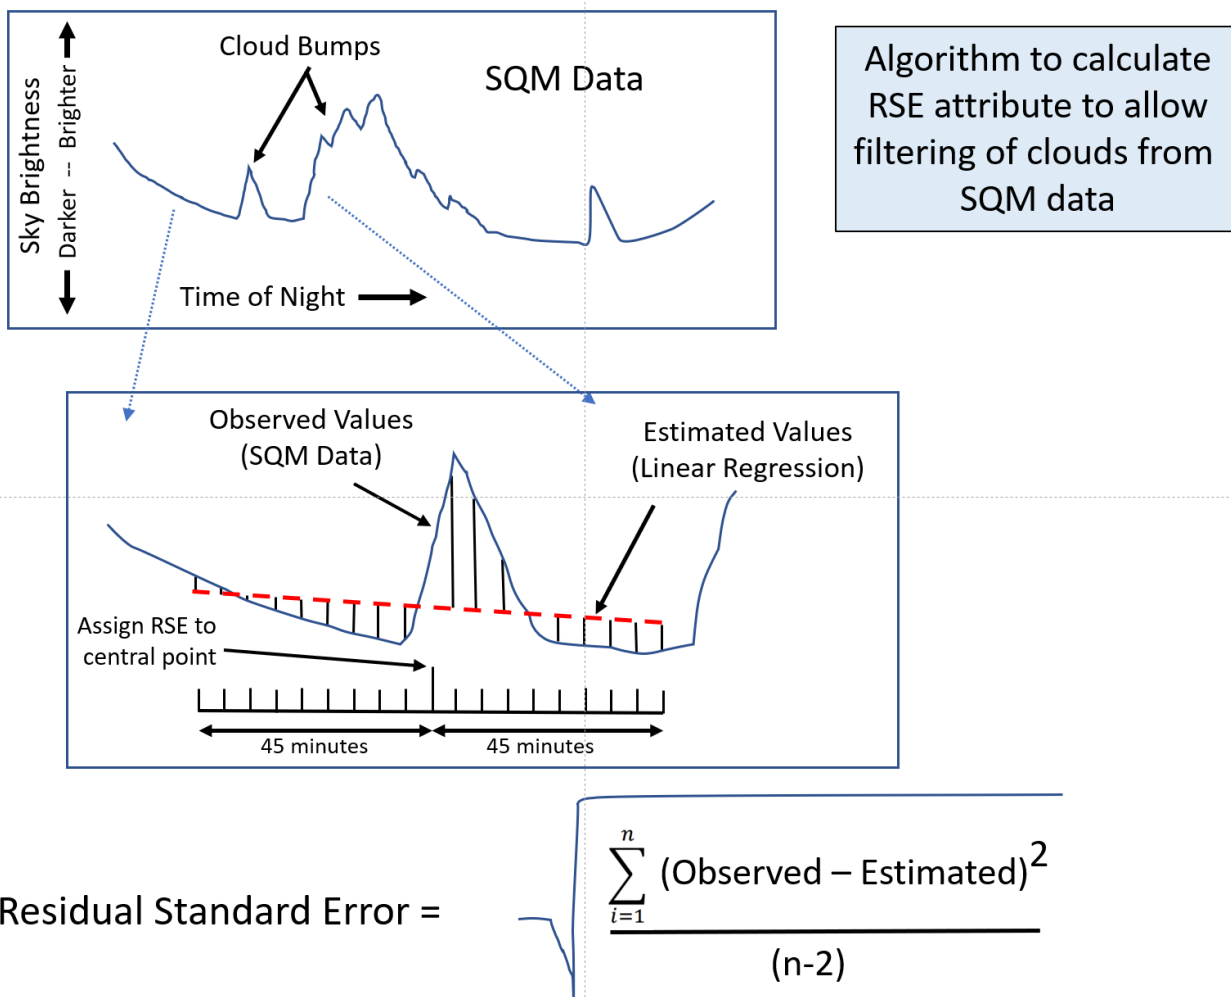 Cloud Bumps
SQM Data
Sky Brightness
Darker -- Brighter
Time of Night
Algorithm to calculate
RSE attribute to allow
filtering of clouds from
SQM data
Observed Values
(SQM Data)
Estimated Values
(Linear Regression)
Assign RSE to
central point
45 minutes
45 minutes
Residual Standard Error =
n
∑ (Observed – Estimated)²
i=1
(n-2)